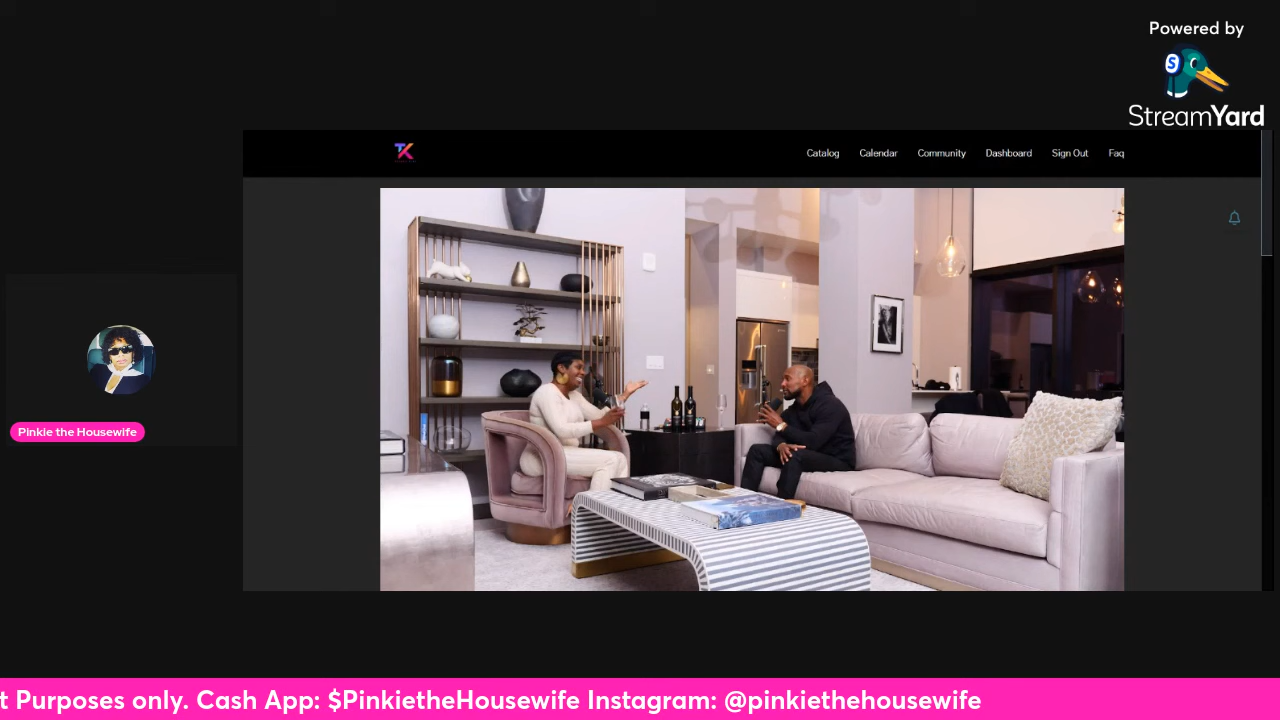 Powered by
S
StreamYard
TK
Catalog Calendar Community Dashboard Sign Out Faq
Pinkie the Housewife
t Purposes only. Cash App: $PinkietheHousewife Instagram: @pinkiethehousewife